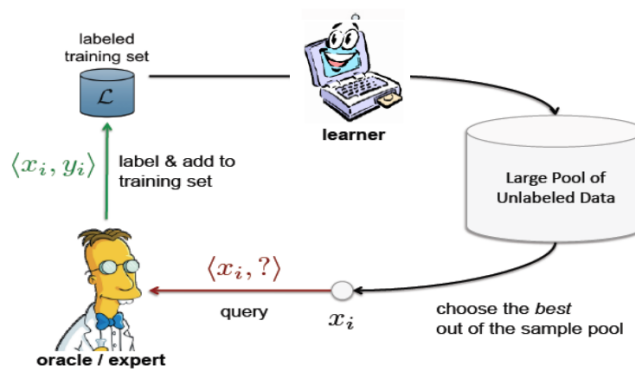 labeled
training set
ℒ
learner
⟨x_i, y_i⟩
label & add to
training set
Large Pool of
Unlabeled Data
⟨x_i, ?⟩
query
x_i
choose the best
out of the sample pool
oracle / expert